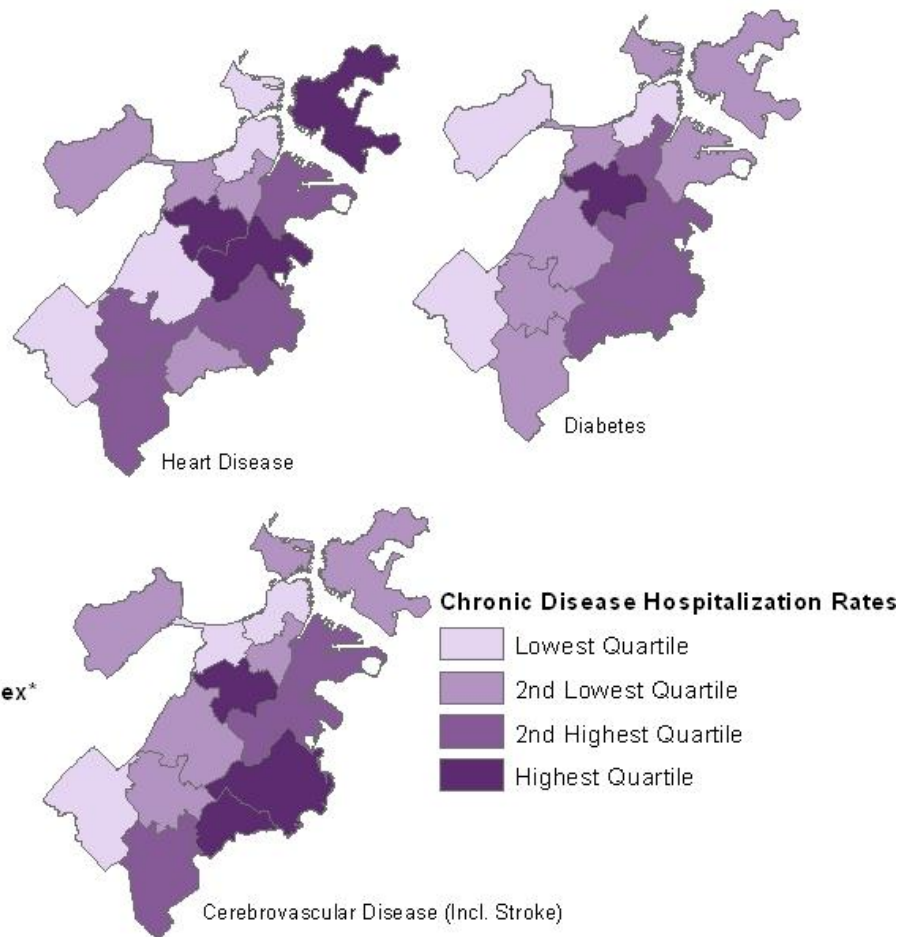 Diabetes
Heart Disease
Chronic Disease Hospitalization Rates
Lowest Quartile
2nd Lowest Quartile
ex*
2nd Highest Quartile
Highest Quartile
Cerebrovascular Disease (Incl. Stroke)